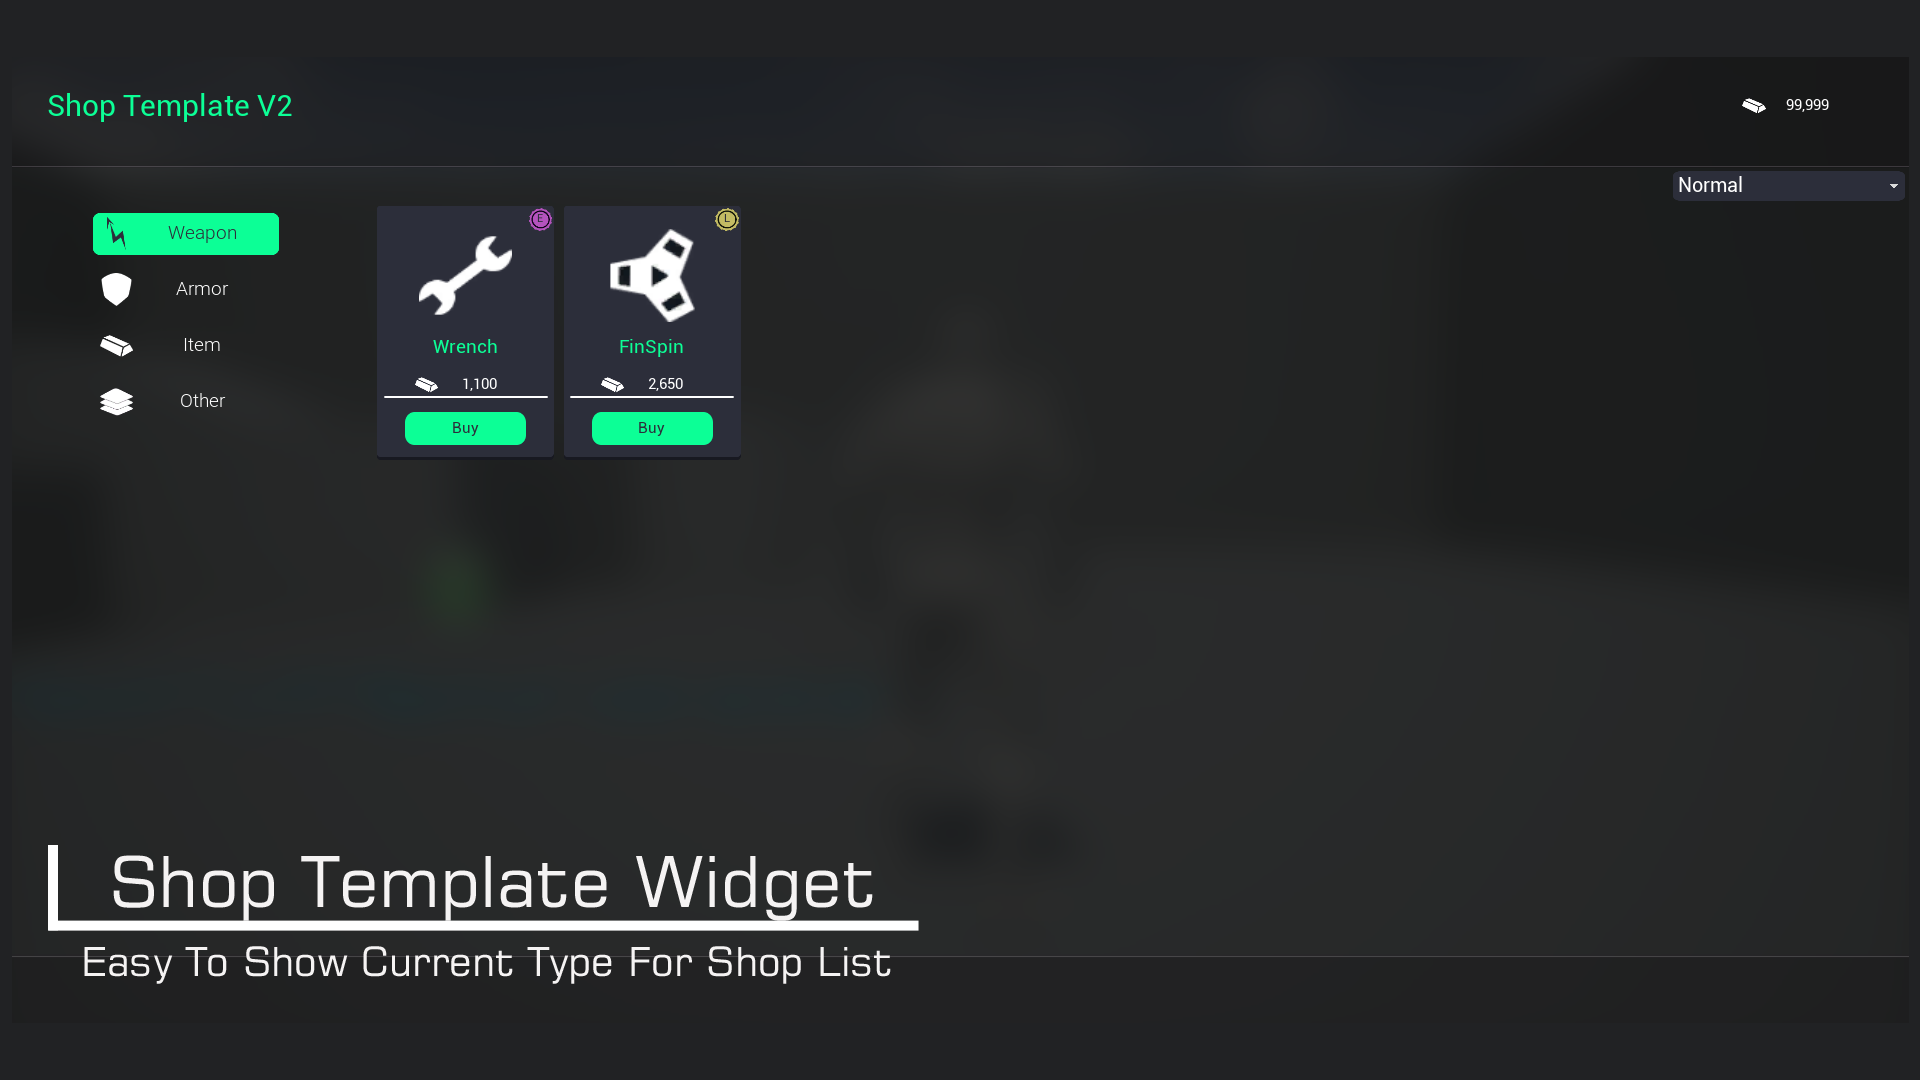 Shop Template V2
99,999
Normal
Weapon
Armor
Item
Other
E
Wrench
1,100
Buy
L
FinSpin
2,650
Buy
Shop Template Widget
Easy To Show Current Type For Shop List